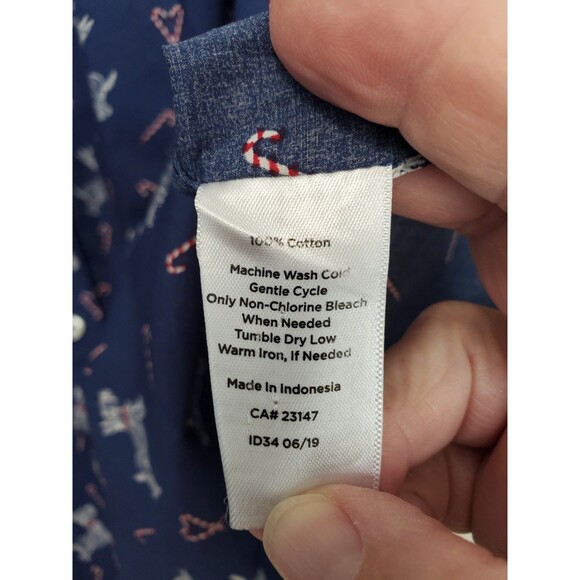 100% Cotton
Machine Wash Cold
Gentle Cycle
Only Non-Chlorine Bleach
When Needed
Tumble Dry Low
Warm Iron, If Needed
Made In Indonesia
CA# 23147
ID34 06/19